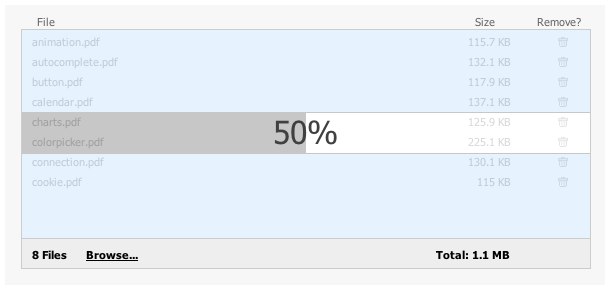 File Size Remove?
animation.pdf 115.7 KB
autocomplete.pdf 132.1 KB
button.pdf 117.9 KB
calendar.pdf 137.1 KB
charts.pdf 125.9 KB
50%
colorpicker.pdf 225.1 KB
connection.pdf 130.1 KB
cookie.pdf 115 KB
8 Files Browse... Total: 1.1 MB